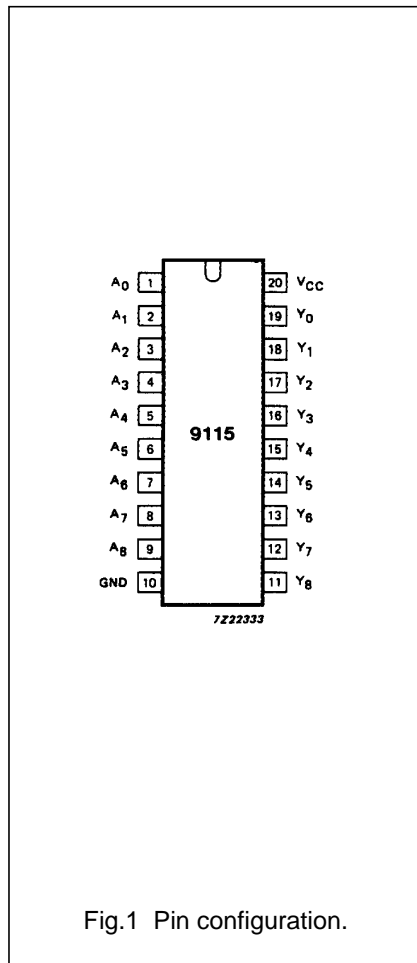 A0 1 20 VCC
A1 2 19 Y0
A2 3 18 Y1
A3 4 17 Y2
A4 5 16 Y3
9115
A5 6 15 Y4
A6 7 14 Y5
A7 8 13 Y6
A8 9 12 Y7
GND 10 11 Y8
7Z22333
Fig.1 Pin configuration.